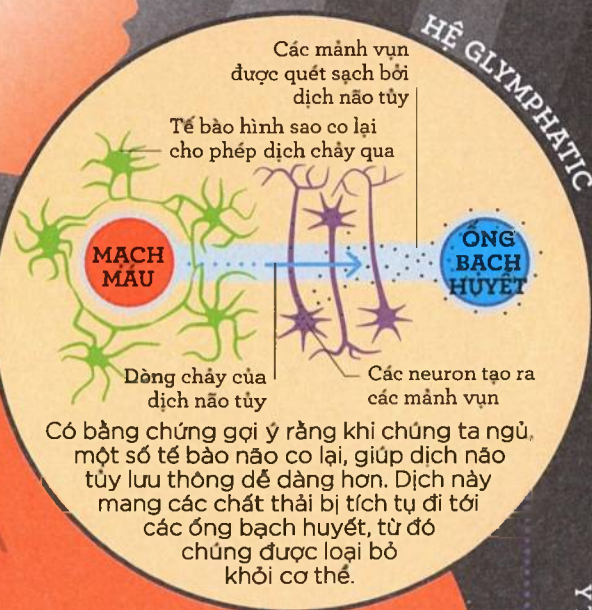 HỆ GLYMPHATIC
Các mảnh vụn
được quét sạch bởi
dịch não tủy
Tế bào hình sao co lại
cho phép dịch chảy qua
MẠCH
MÁU
ỐNG
BẠCH
HUYẾT
Dòng chảy của
dịch não tủy
Các neuron tạo ra
các mảnh vụn
Có bằng chứng gợi ý rằng khi chúng ta ngủ,
một số tế bào não co lại, giúp dịch não
tủy lưu thông dễ dàng hơn. Dịch này
mang các chất thải bị tích tụ đi tới
các ống bạch huyết, từ đó
chúng được loại bỏ
khỏi cơ thể.